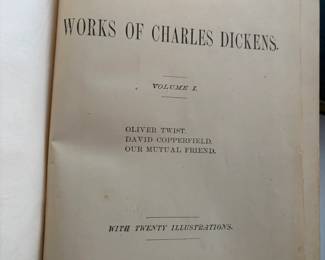 WORKS OF CHARLES DICKENS.
VOLUME I.
OLIVER TWIST.
DAVID COPPERFIELD.
OUR MUTUAL FRIEND.
WITH TWENTY ILLUSTRATIONS.